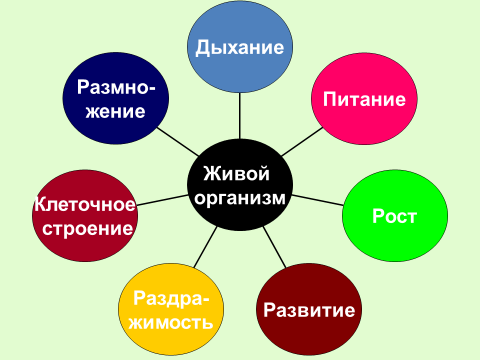 Дыхание
Питание
Рост
Развитие
Раздра-
жимость
Клеточное
строение
Размно-
жение
Живой
организм